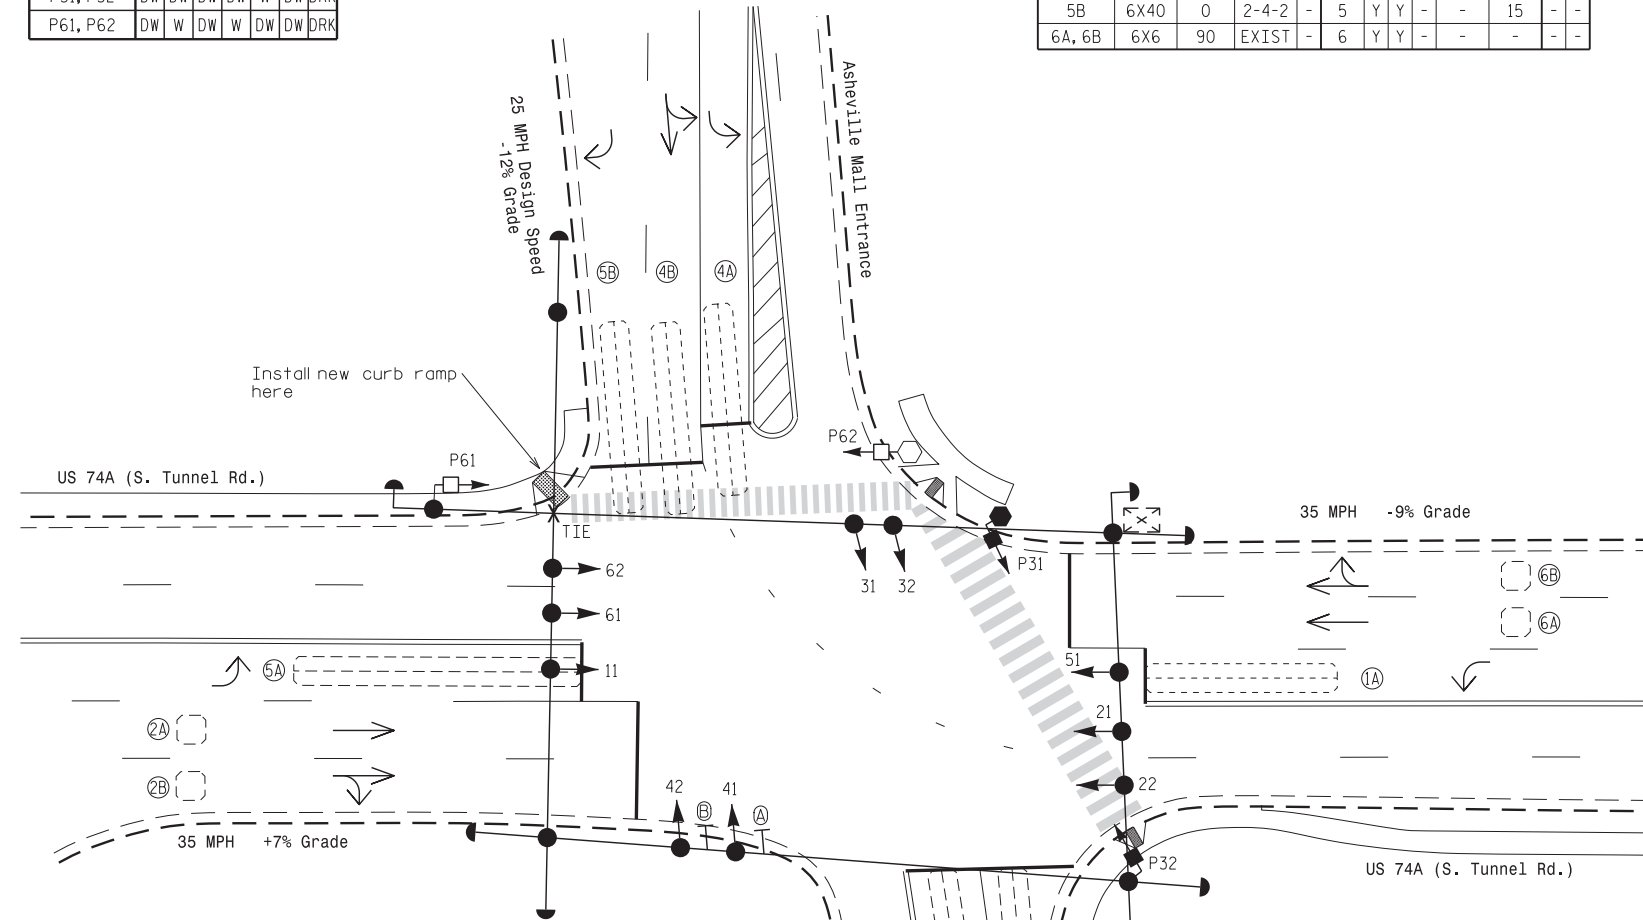 P61, P62 DW W DW W DW DW DRK
5B 6X40 0 2-4-2 - 5 Y Y - - 15 - -
6A, 6B 6X6 90 EXIST - 6 Y Y - - - - -
25 MPH Design Speed
-12% Grade
Asheville Mall Entrance
5B
4B
4A
Install new curb ramp
here
P62
P61
US 74A (S. Tunnel Rd.)
X
35 MPH -9% Grade
TIE
P31
31
32
62
6B
61
6A
51
5A
11
1A
21
2A
2B
22
42
B
41
A
35 MPH +7% Grade
P32
US 74A (S. Tunnel Rd.)